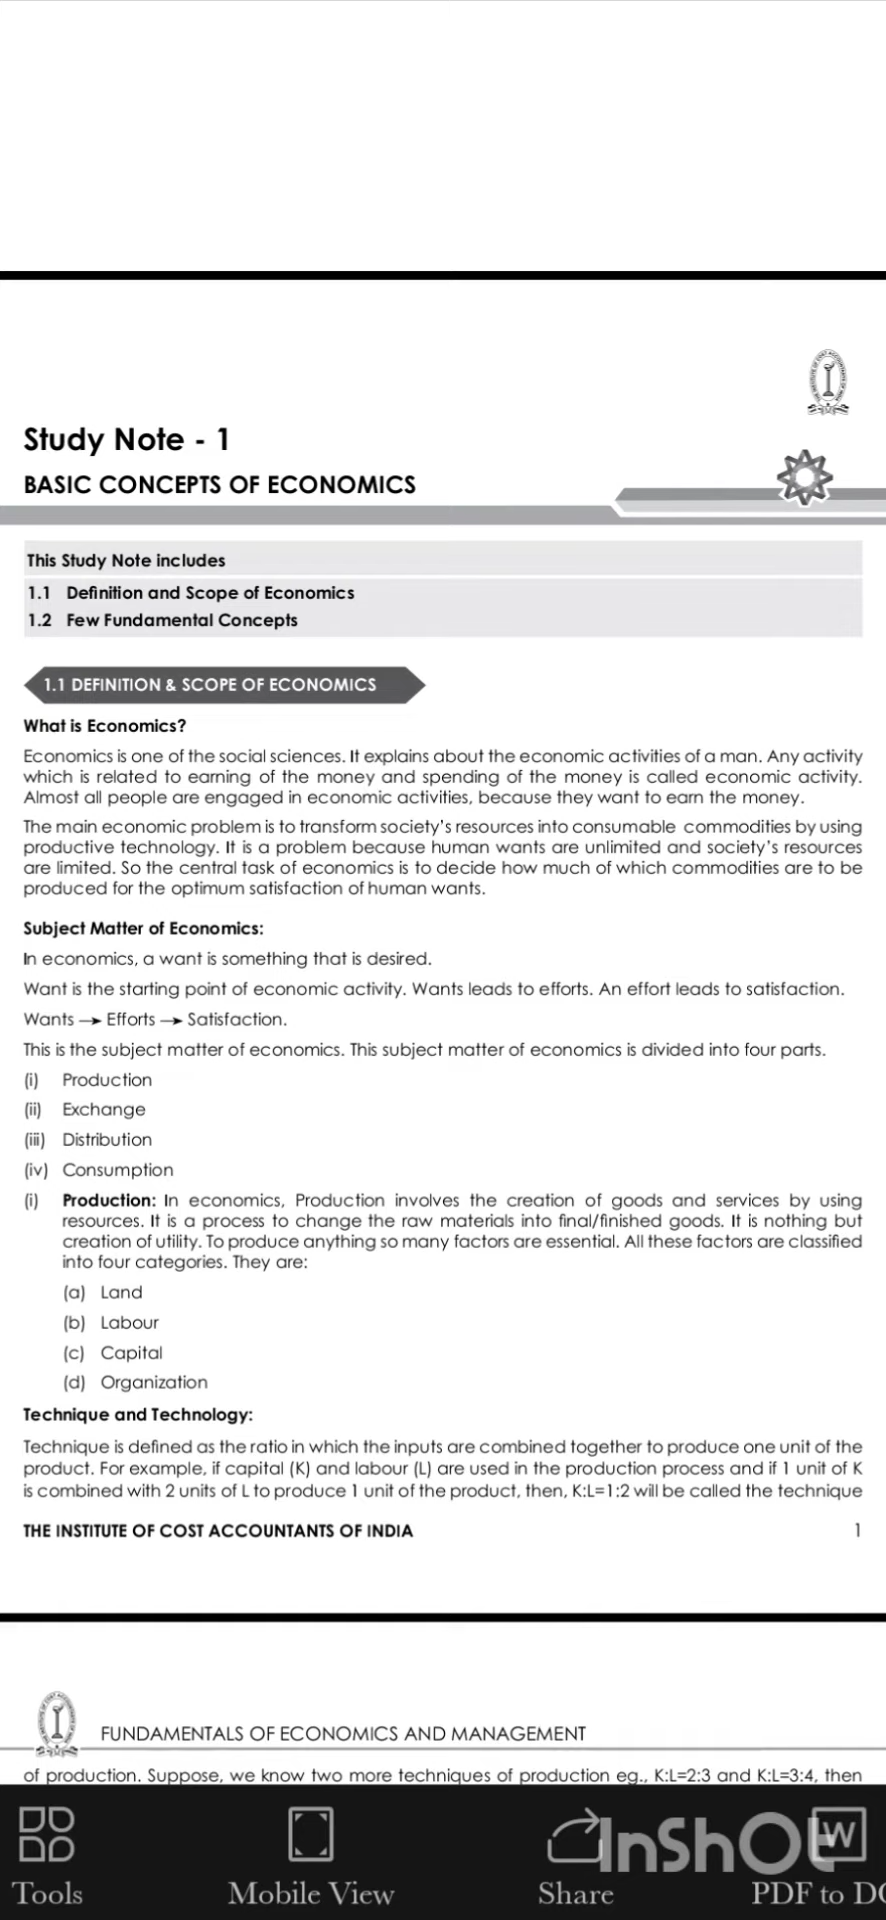 Study Note - 1
BASIC CONCEPTS OF ECONOMICS
This Study Note includes
1.1 Definition and Scope of Economics
1.2 Few Fundamental Concepts
1.1 DEFINITION & SCOPE OF ECONOMICS
What is Economics?
Economics is one of the social sciences. It explains about the economic activities of a man. Any activity
which is related to earning of the money and spending of the money is called economic activity.
Almost all people are engaged in economic activities, because they want to earn the money.
The main economic problem is to transform society's resources into consumable commodities by using
productive technology. It is a problem because human wants are unlimited and society's resources
are limited. So the central task of economics is to decide how much of which commodities are to be
produced for the optimum satisfaction of human wants.
Subject Matter of Economics:
In economics, a want is something that is desired.
Want is the starting point of economic activity. Wants leads to efforts. An effort leads to satisfaction.
Wants → Efforts → Satisfaction.
This is the subject matter of economics. This subject matter of economics is divided into four parts.
(i) Production
(ii) Exchange
(iii) Distribution
(iv) Consumption
(i) Production: In economics, Production involves the creation of goods and services by using
resources. It is a process to change the raw materials into final/finished goods. It is nothing but
creation of utility. To produce anything so many factors are essential. All these factors are classified
into four categories. They are:
(a) Land
(b) Labour
(c) Capital
(d) Organization
Technique and Technology:
Technique is defined as the ratio in which the inputs are combined together to produce one unit of the
product. For example, if capital (K) and labour (L) are used in the production process and if 1 unit of K
is combined with 2 units of L to produce 1 unit of the product, then, K:L=1:2 will be called the technique
THE INSTITUTE OF COST ACCOUNTANTS OF INDIA 1
FUNDAMENTALS OF ECONOMICS AND MANAGEMENT
of production. Suppose, we know two more techniques of production eg., K:L=2:3 and K:L=3:4, then
InShOt
W
Tools Mobile View Share PDF to DO